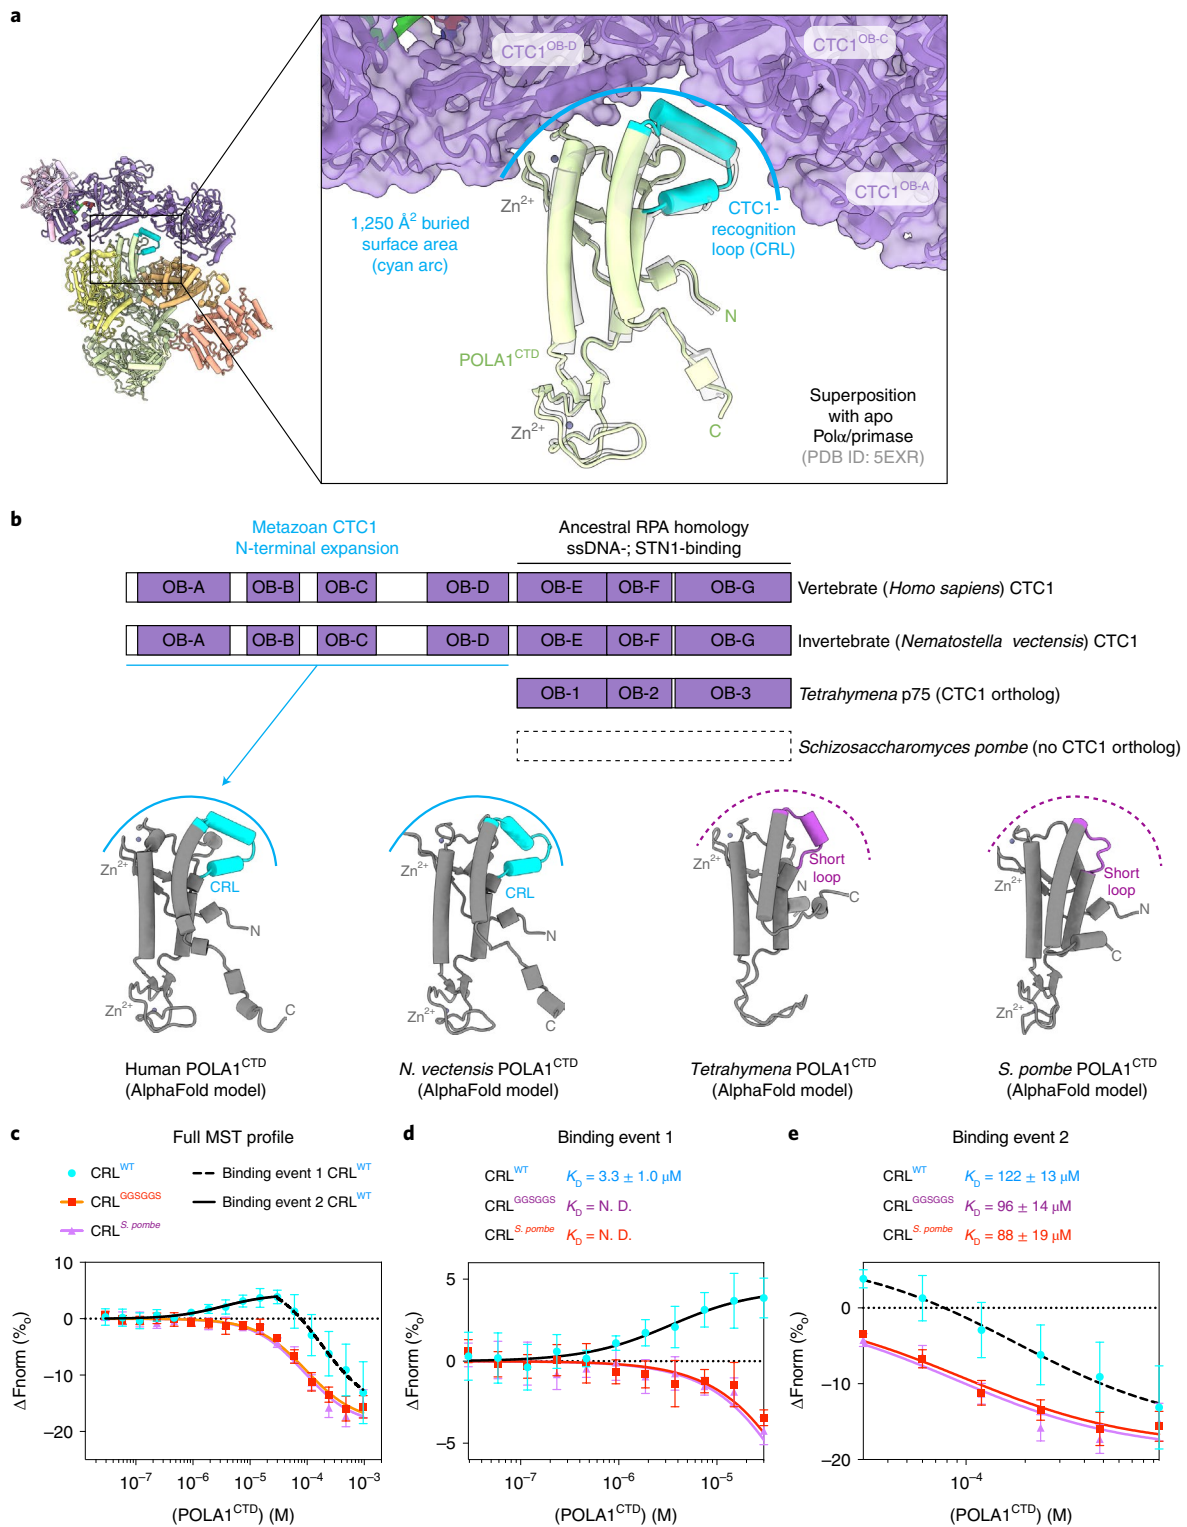 a
CTC1OB-D
CTC1OB-C
CTC1OB-A
Zn2+
1,250 Å2 buried
surface area
(cyan arc)
CTC1-
recognition
loop (CRL)
N
POLA1CTD
C
Zn2+
Superposition
with apo
Polα/primase
(PDB ID: 5EXR)
b
Metazoan CTC1
N-terminal expansion
Ancestral RPA homology
ssDNA-; STN1-binding
OB-A OB-B OB-C OB-D OB-E OB-F OB-G Vertebrate (Homo sapiens) CTC1
OB-A OB-B OB-C OB-D OB-E OB-F OB-G Invertebrate (Nematostella vectensis) CTC1
OB-1 OB-2 OB-3 Tetrahymena p75 (CTC1 ortholog)
Schizosaccharomyces pombe (no CTC1 ortholog)
Zn2+
CRL
N
Zn2+
C
Human POLA1CTD
(AlphaFold model)
Zn2+
CRL
N
C
N. vectensis POLA1CTD
(AlphaFold model)
Zn2+
Short
loop
N
C
Tetrahymena POLA1CTD
(AlphaFold model)
Zn2+
Short
loop
C
S. pombe POLA1CTD
(AlphaFold model)
c Full MST profile
CRLWT
CRLGGSGGS
CRLS. pombe
Binding event 1 CRLWT
Binding event 2 CRLWT
ΔFnorm (‰)
10
0
−10
−20
10−7 10−6 10−5 10−4 10−3
(POLA1CTD) (M)
d Binding event 1
CRLWT KD = 3.3 ± 1.0 μM
CRLGGSGGS KD = N. D.
CRLS. pombe KD = N. D.
ΔFnorm (‰)
5
0
−5
10−7 10−6 10−5
(POLA1CTD) (M)
e Binding event 2
CRLWT KD = 122 ± 13 μM
CRLGGSGGS KD = 96 ± 14 μM
CRLS. pombe KD = 88 ± 19 μM
ΔFnorm (‰)
0
−10
−20
10−4
(POLA1CTD) (M)